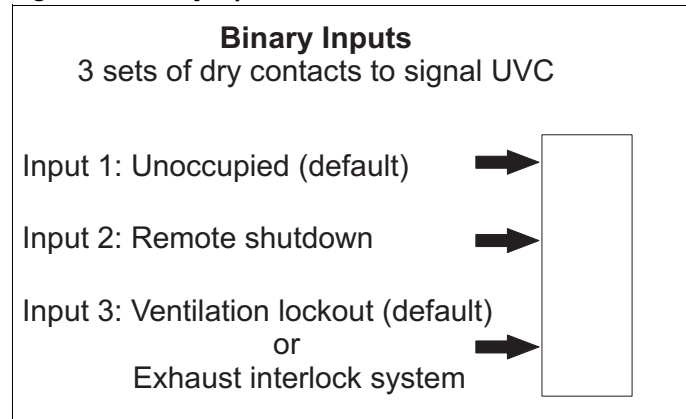 Binary Inputs
3 sets of dry contacts to signal UVC
Input 1: Unoccupied (default)
Input 2: Remote shutdown
Input 3: Ventilation lockout (default)
or
Exhaust interlock system